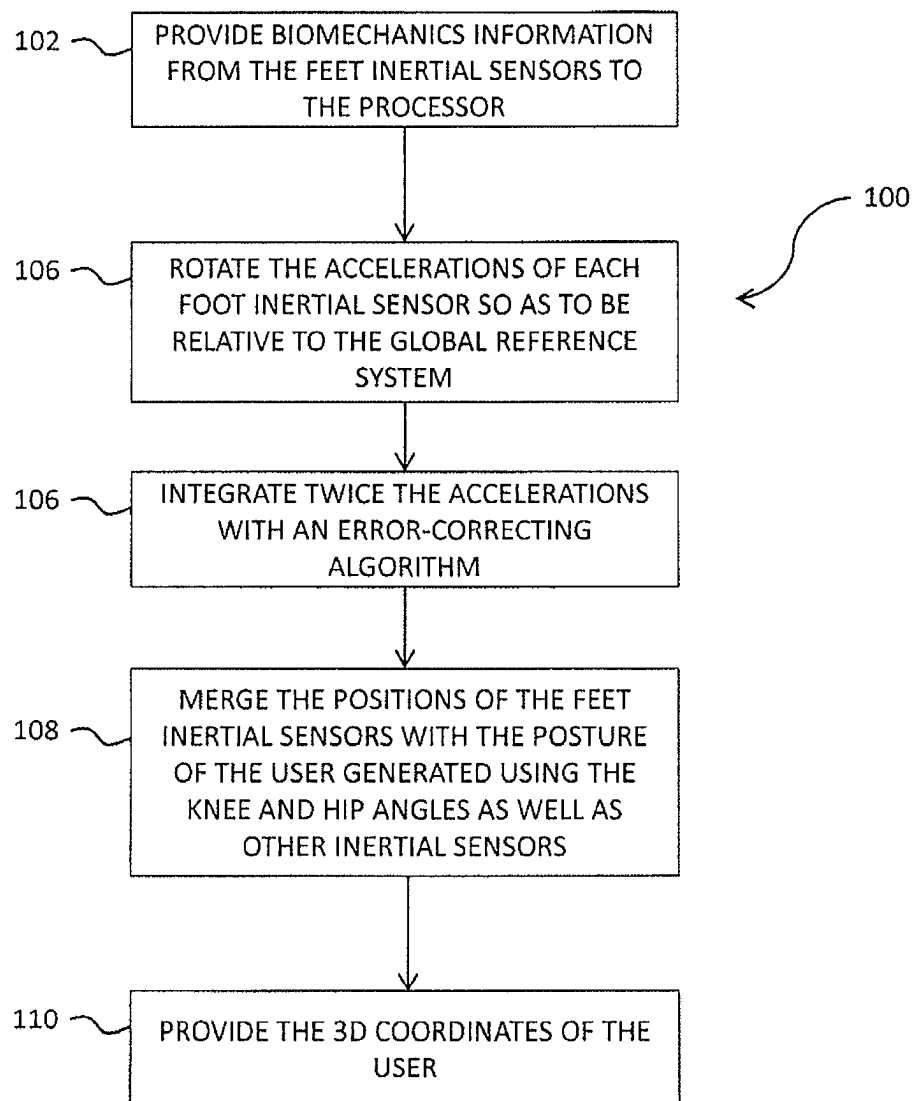 102
PROVIDE BIOMECHANICS INFORMATION
FROM THE FEET INERTIAL SENSORS TO
THE PROCESSOR
100
106
ROTATE THE ACCELERATIONS OF EACH
FOOT INERTIAL SENSOR SO AS TO BE
RELATIVE TO THE GLOBAL REFERENCE
SYSTEM
106
INTEGRATE TWICE THE ACCELERATIONS
WITH AN ERROR-CORRECTING
ALGORITHM
108
MERGE THE POSITIONS OF THE FEET
INERTIAL SENSORS WITH THE POSTURE
OF THE USER GENERATED USING THE
KNEE AND HIP ANGLES AS WELL AS
OTHER INERTIAL SENSORS
110
PROVIDE THE 3D COORDINATES OF THE
USER